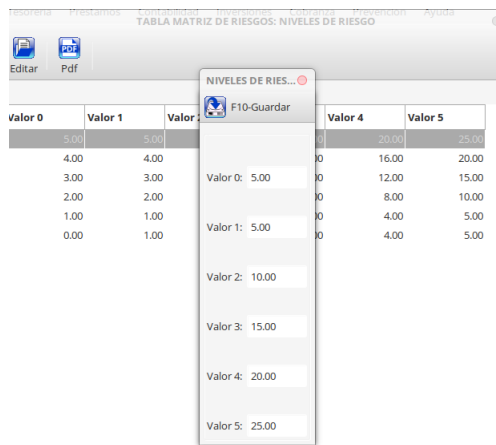 Tesorería Préstamos Contabilidad Inversiones Cobranza Prevención Ayuda
TABLA MATRIZ DE RIESGOS: NIVELES DE RIESGO
Editar Pdf
NIVELES DE RIES...
F10-Guardar
Valor 0 Valor 1 Valor Valor 4 Valor 5
5.00 5.00 20.00 25.00
4.00 4.00 16.00 20.00
3.00 3.00 12.00 15.00
2.00 2.00 8.00 10.00
1.00 1.00 4.00 5.00
0.00 1.00 4.00 5.00
Valor 0: 5.00
Valor 1: 5.00
Valor 2: 10.00
Valor 3: 15.00
Valor 4: 20.00
Valor 5: 25.00